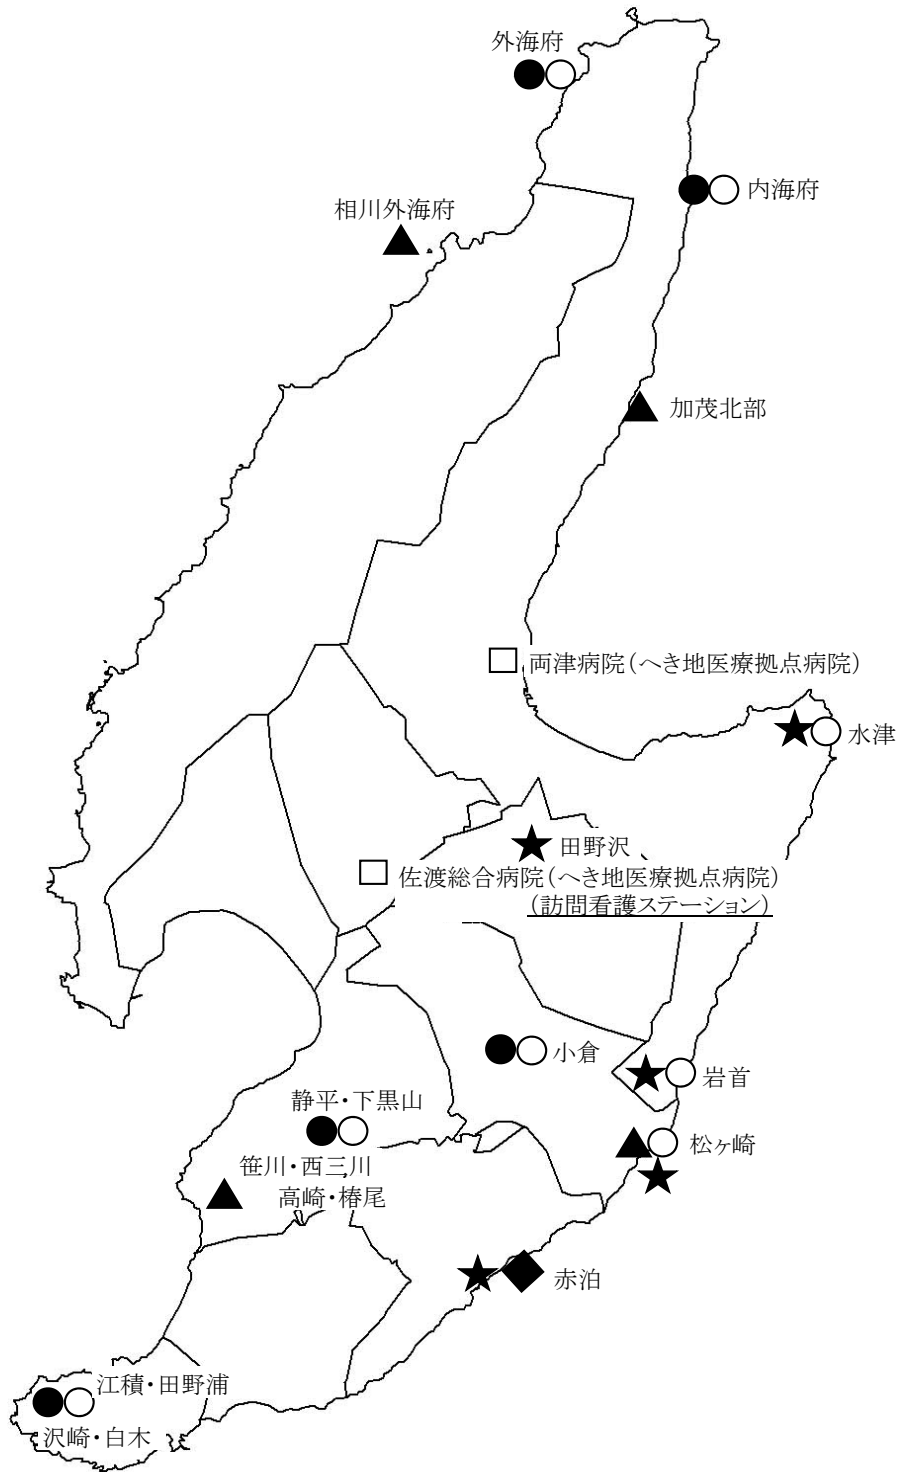 外海府
内海府
相川外海府
加茂北部
両津病院(へき地医療拠点病院)
水津
田野沢
佐渡総合病院(へき地医療拠点病院)
(訪問看護ステーション)
小倉
岩首
静平・下黒山
松ヶ崎
笹川・西三川
高崎・椿尾
赤泊
江積・田野浦
沢崎・白木